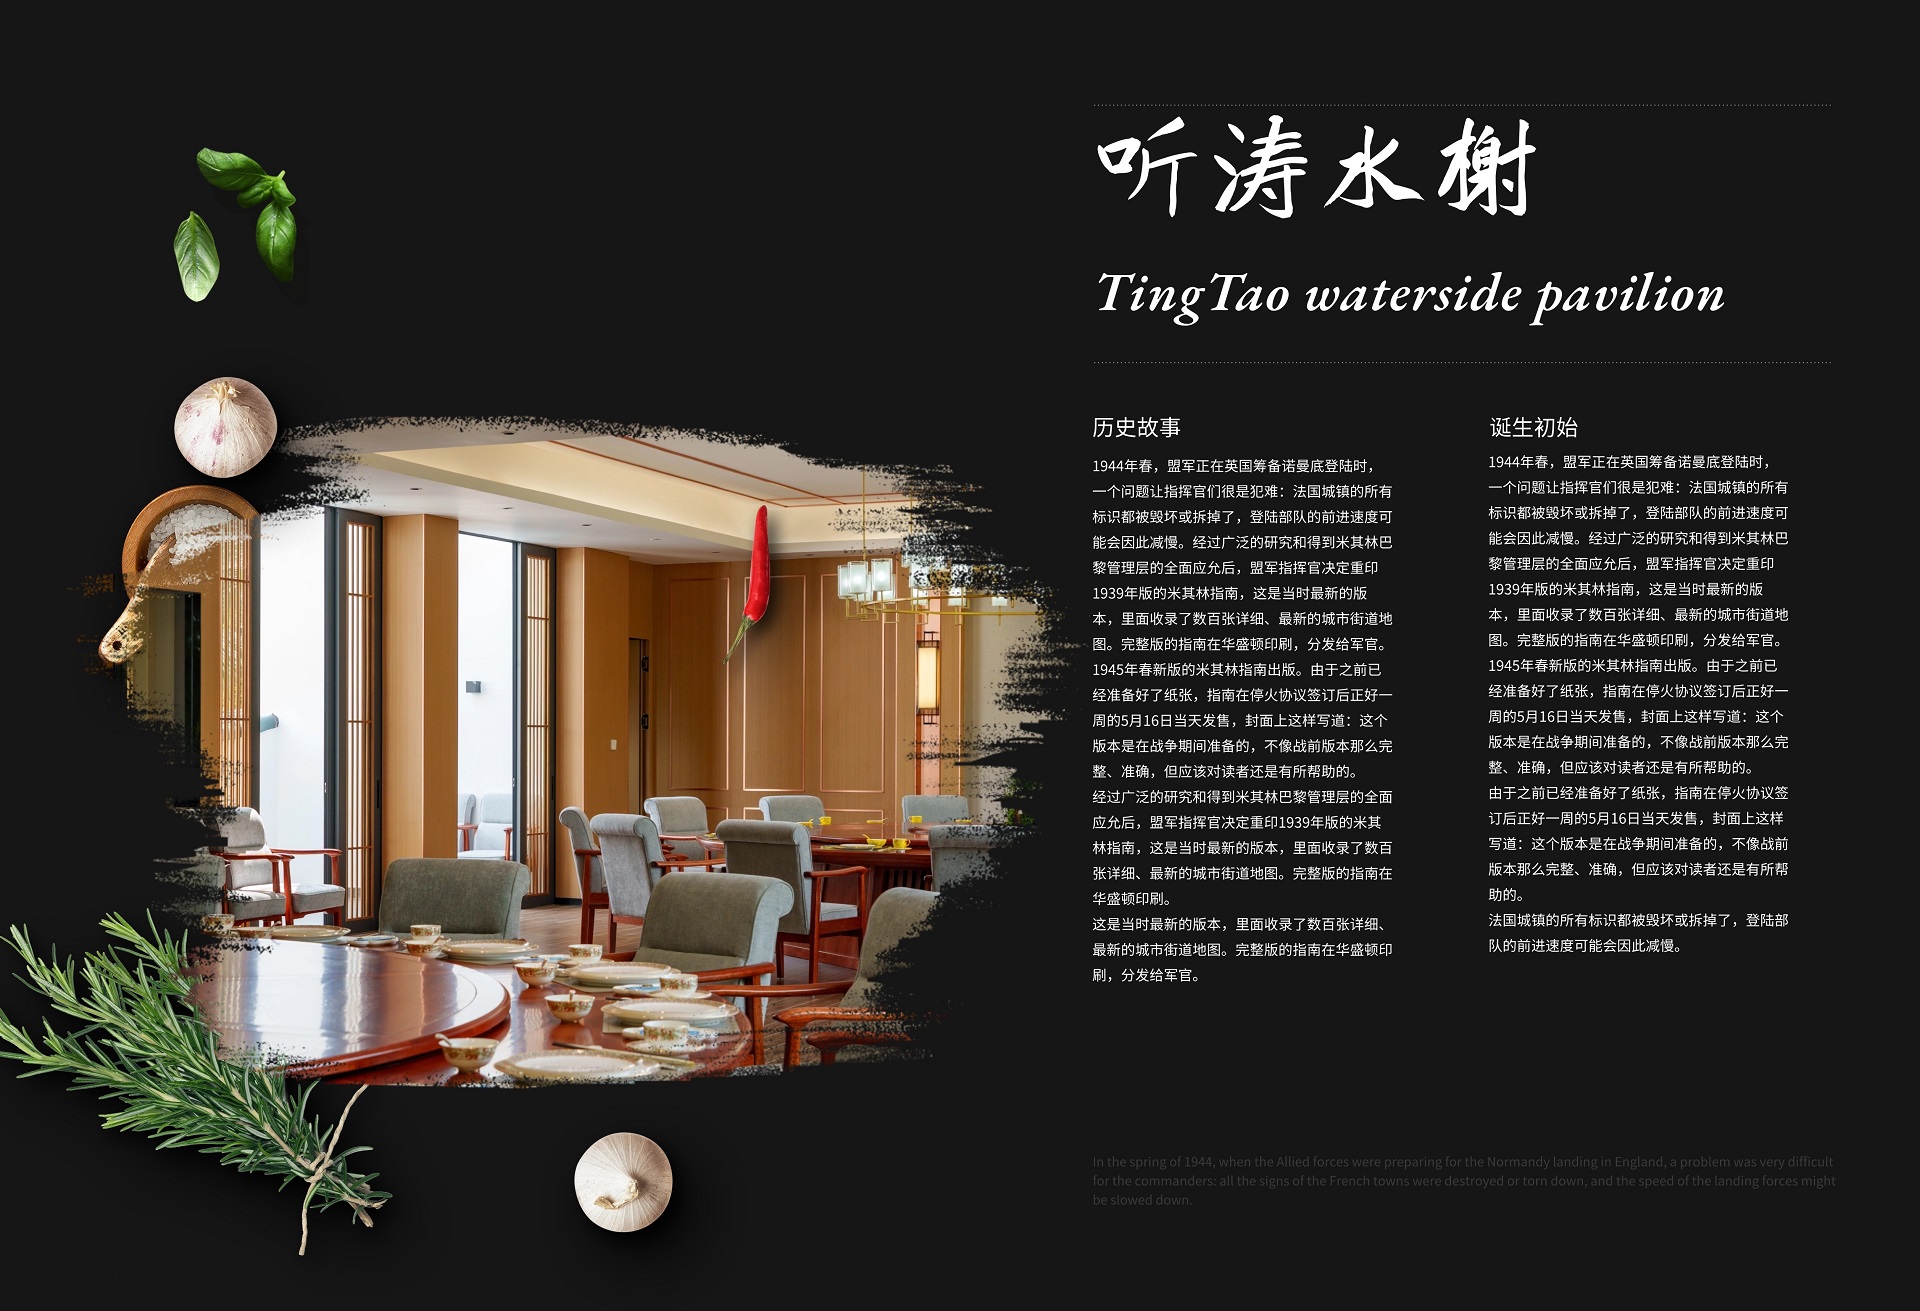 听涛水榭
TingTao waterside pavilion
历史故事
1944年春，盟军正在英国筹备诺曼底登陆时，
一个问题让指挥官们很是犯难：法国城镇的所有
标识都被毁坏或拆掉了，登陆部队的前进速度可
能会因此减慢。经过广泛的研究和得到米其林巴
黎管理层的全面应允后，盟军指挥官决定重印
1939年版的米其林指南，这是当时最新的版
本，里面收录了数百张详细、最新的城市街道地
图。完整版的指南在华盛顿印刷，分发给军官。
1945年春新版的米其林指南出版。由于之前已
经准备好了纸张，指南在停火协议签订后正好一
周的5月16日当天发售，封面上这样写道：这个
版本是在战争期间准备的，不像战前版本那么完
整、准确，但应该对读者还是有所帮助的。
经过广泛的研究和得到米其林巴黎管理层的全面
应允后，盟军指挥官决定重印1939年版的米其
林指南，这是当时最新的版本，里面收录了数百
张详细、最新的城市街道地图。完整版的指南在
华盛顿印刷。
这是当时最新的版本，里面收录了数百张详细、
最新的城市街道地图。完整版的指南在华盛顿印
刷，分发给军官。
诞生初始
1944年春，盟军正在英国筹备诺曼底登陆时，
一个问题让指挥官们很是犯难：法国城镇的所有
标识都被毁坏或拆掉了，登陆部队的前进速度可
能会因此减慢。经过广泛的研究和得到米其林巴
黎管理层的全面应允后，盟军指挥官决定重印
1939年版的米其林指南，这是当时最新的版
本，里面收录了数百张详细、最新的城市街道地
图。完整版的指南在华盛顿印刷，分发给军官。
1945年春新版的米其林指南出版。由于之前已
经准备好了纸张，指南在停火协议签订后正好一
周的5月16日当天发售，封面上这样写道：这个
版本是在战争期间准备的，不像战前版本那么完
整、准确，但应该对读者还是有所帮助的。
由于之前已经准备好了纸张，指南在停火协议签
订后正好一周的5月16日当天发售，封面上这样
写道：这个版本是在战争期间准备的，不像战前
版本那么完整、准确，但应该对读者还是有所帮
助的。
法国城镇的所有标识都被毁坏或拆掉了，登陆部
队的前进速度可能会因此减慢。
In the spring of 1944, when the Allied forces were preparing for the Normandy landing in England, a problem was very difficult
for the commanders: all the signs of the French towns were destroyed or torn down, and the speed of the landing forces might
be slowed down.